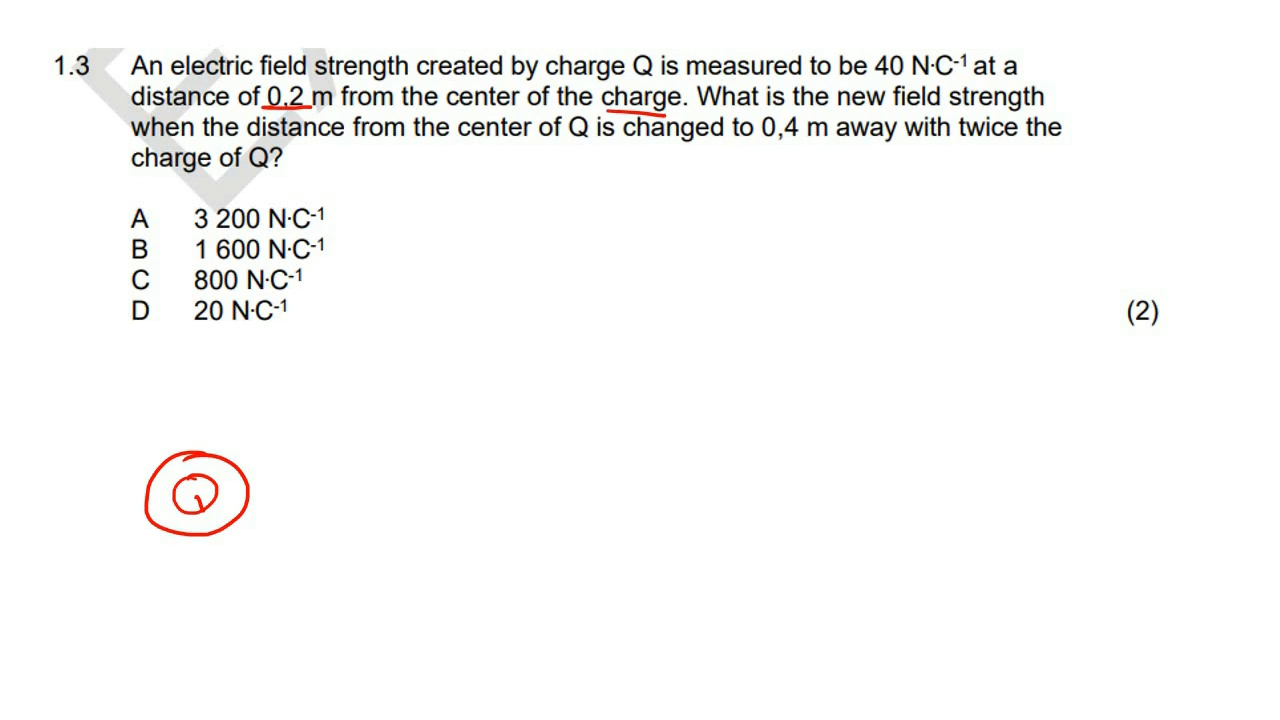 1.3 An electric field strength created by charge Q is measured to be 40 N·C⁻¹ at a
distance of 0,2 m from the center of the charge. What is the new field strength
when the distance from the center of Q is changed to 0,4 m away with twice the
charge of Q?
A 3 200 N·C⁻¹
B 1 600 N·C⁻¹
C 800 N·C⁻¹
D 20 N·C⁻¹ (2)
Q